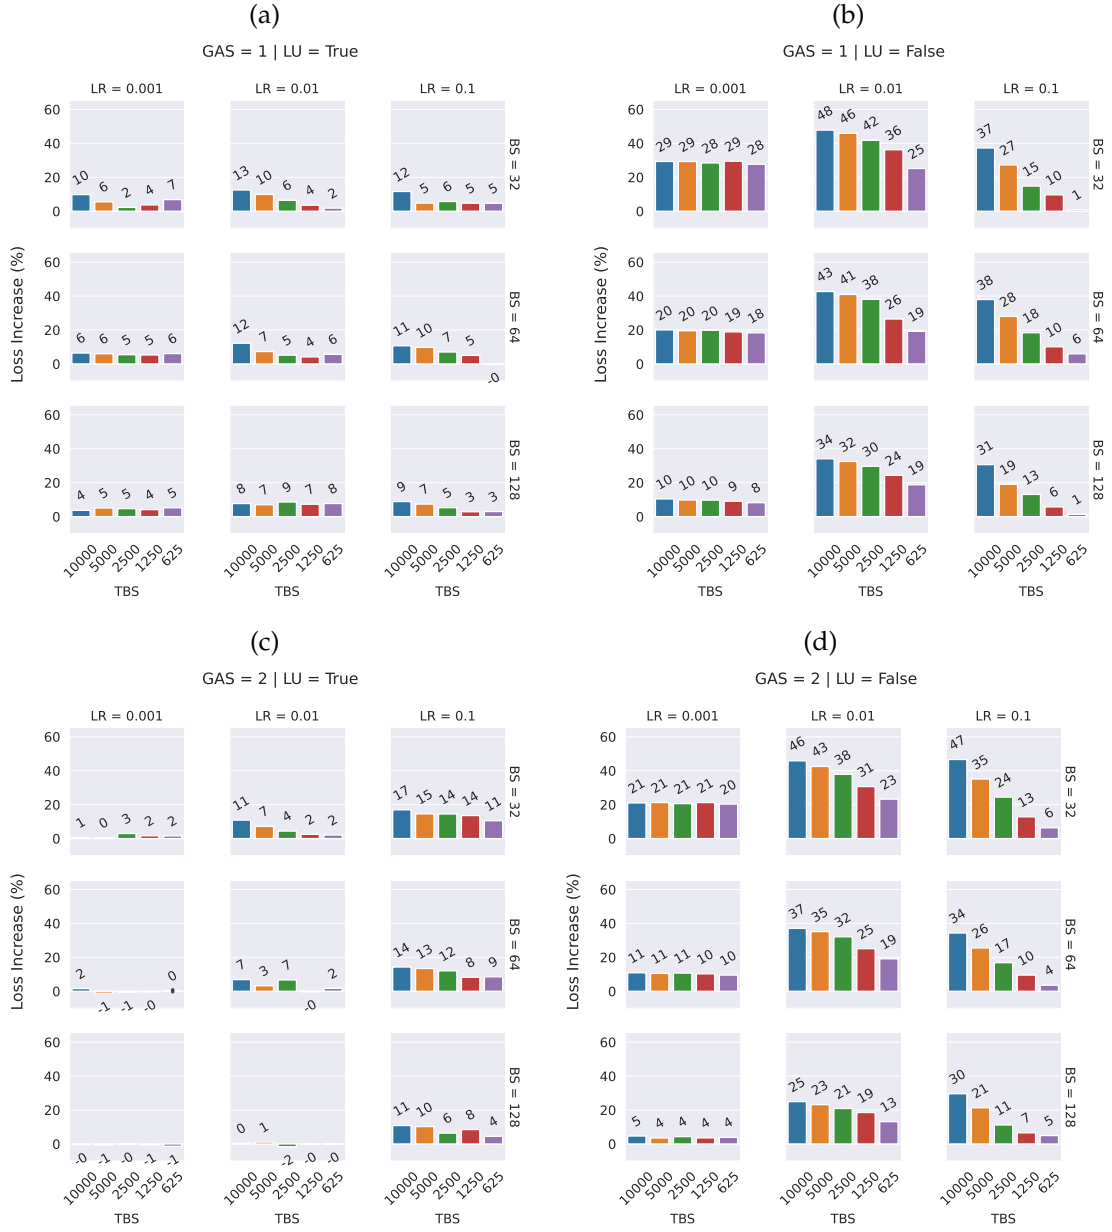 (a)
GAS = 1 | LU = True
LR = 0.001 LR = 0.01 LR = 0.1
60
40
20
0
10 6 2 4 7
13 10 6 4 2
12 5 6 5 5
BS = 32
Loss Increase (%)
60
40
20
0
6 6 5 5 6
12 7 5 4 6
11 10 7 5 -0
BS = 64
60
40
20
0
4 5 5 4 5
8 7 9 7 8
9 7 5 3 3
BS = 128
10000 5000 2500 1250 625
10000 5000 2500 1250 625
10000 5000 2500 1250 625
TBS TBS TBS
(b)
GAS = 1 | LU = False
LR = 0.001 LR = 0.01 LR = 0.1
60
40
20
0
29 29 28 29 28
48 46 42 36 25
37 27 15 10 1
BS = 32
Loss Increase (%)
60
40
20
0
20 20 20 19 18
43 41 38 26 19
38 28 18 10 6
BS = 64
60
40
20
0
10 10 10 9 8
34 32 30 24 19
31 19 13 6 1
BS = 128
10000 5000 2500 1250 625
10000 5000 2500 1250 625
10000 5000 2500 1250 625
TBS TBS TBS
(c)
GAS = 2 | LU = True
LR = 0.001 LR = 0.01 LR = 0.1
60
40
20
0
1 0 3 2 2
11 7 4 2 2
17 15 14 14 11
BS = 32
Loss Increase (%)
60
40
20
0
2 -1 -1 -0 0
7 3 7 -0 2
14 13 12 8 9
BS = 64
60
40
20
0
-0 -1 -0 -1 -1
0 1 -2 -0 -0
11 10 6 8 4
BS = 128
10000 5000 2500 1250 625
10000 5000 2500 1250 625
10000 5000 2500 1250 625
TBS TBS TBS
(d)
GAS = 2 | LU = False
LR = 0.001 LR = 0.01 LR = 0.1
60
40
20
0
21 21 21 21 20
46 43 38 31 23
47 35 24 13 6
BS = 32
Loss Increase (%)
60
40
20
0
11 11 11 10 10
37 35 32 25 19
34 26 17 10 4
BS = 64
60
40
20
0
5 4 4 4 4
25 23 21 19 13
30 21 11 7 5
BS = 128
10000 5000 2500 1250 625
10000 5000 2500 1250 625
10000 5000 2500 1250 625
TBS TBS TBS